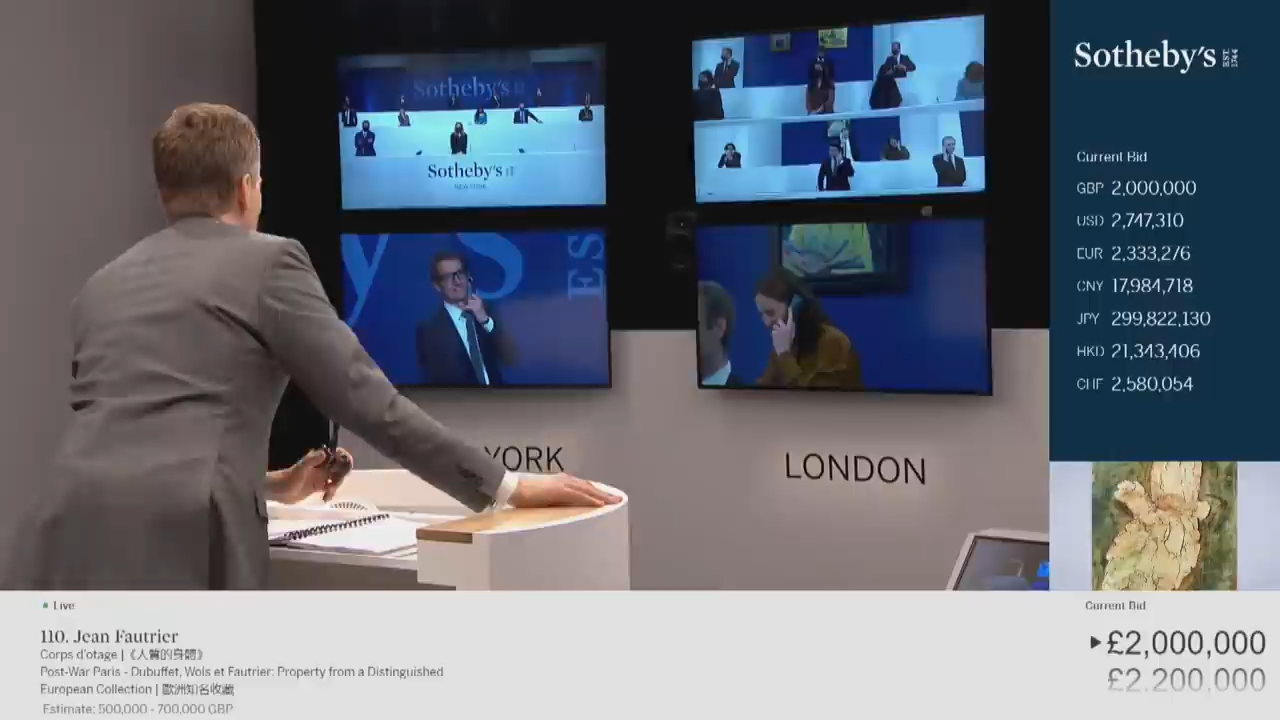 Sotheby's EST. 1744
Sotheby's
Sotheby's
NEW YORK
y's
ES
YORK
LONDON
Current Bid
GBP 2,000,000
USD 2,747,310
EUR 2,333,276
CNY 17,984,718
JPY 299,822,130
HKD 21,343,406
CHF 2,580,054
Live
110. Jean Fautrier
Corps d'otage |《人質的身體》
Post-War Paris - Dubuffet, Wols et Fautrier: Property from a Distinguished
European Collection | 歐洲知名收藏
Estimate: 500,000 - 700,000 GBP
Current Bid
£2,000,000
£2,200,000